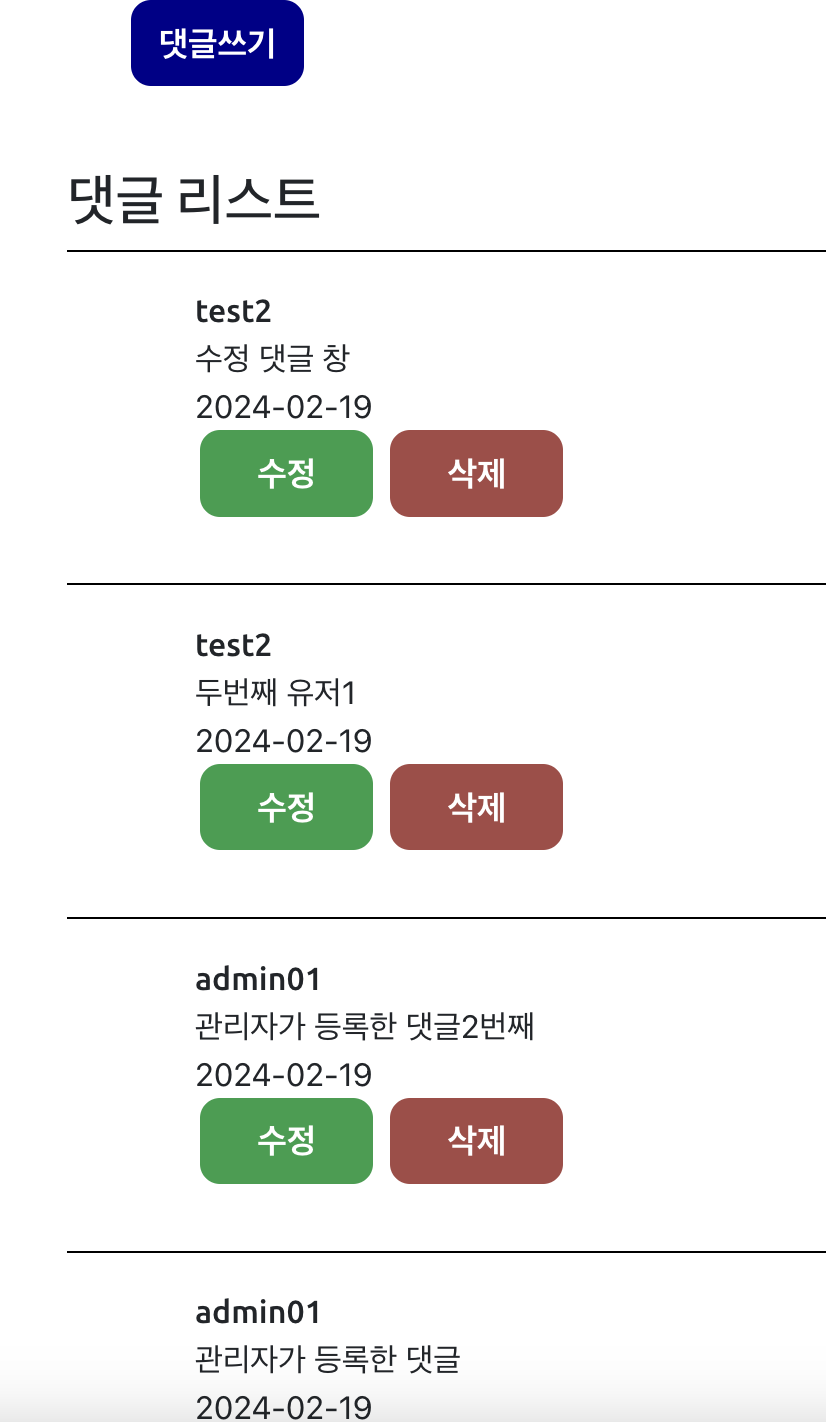 댓글쓰기
댓글 리스트
test2
수정 댓글 창
2024-02-19
수정 삭제
test2
두번째 유저1
2024-02-19
수정 삭제
admin01
관리자가 등록한 댓글2번째
2024-02-19
수정 삭제
admin01
관리자가 등록한 댓글
2024-02-19